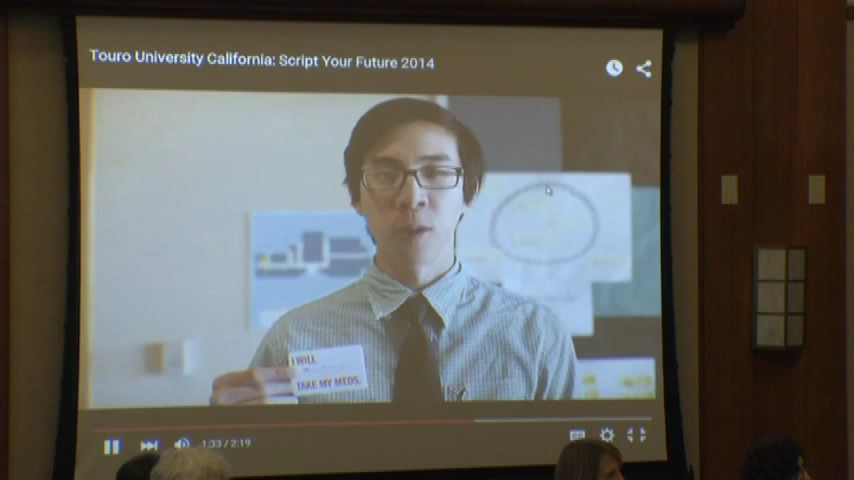 Touro University California: Script Your Future 2014
I WILL
TAKE MY MEDS.
1:33 / 2:19